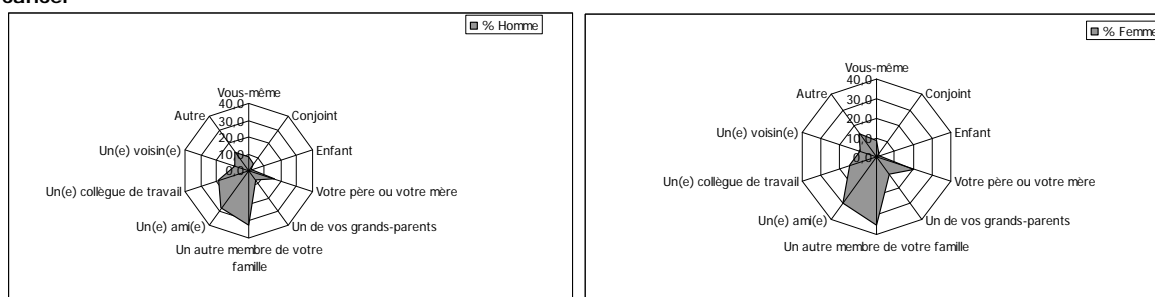 cancer
% Homme
Vous-même
40,0
30,0
20,0
10,0
0,0
Conjoint
Enfant
Votre père ou votre mère
Un de vos grands-parents
Un autre membre de votre
famille
Un(e) ami(e)
Un(e) collègue de travail
Un(e) voisin(e)
Autre
% Femme
Vous-même
40,0
30,0
20,0
10,0
0,0
Conjoint
Enfant
Votre père ou votre mère
Un de vos grands-parents
Un autre membre de votre famille
Un(e) ami(e)
Un(e) collègue de travail
Un(e) voisin(e)
Autre